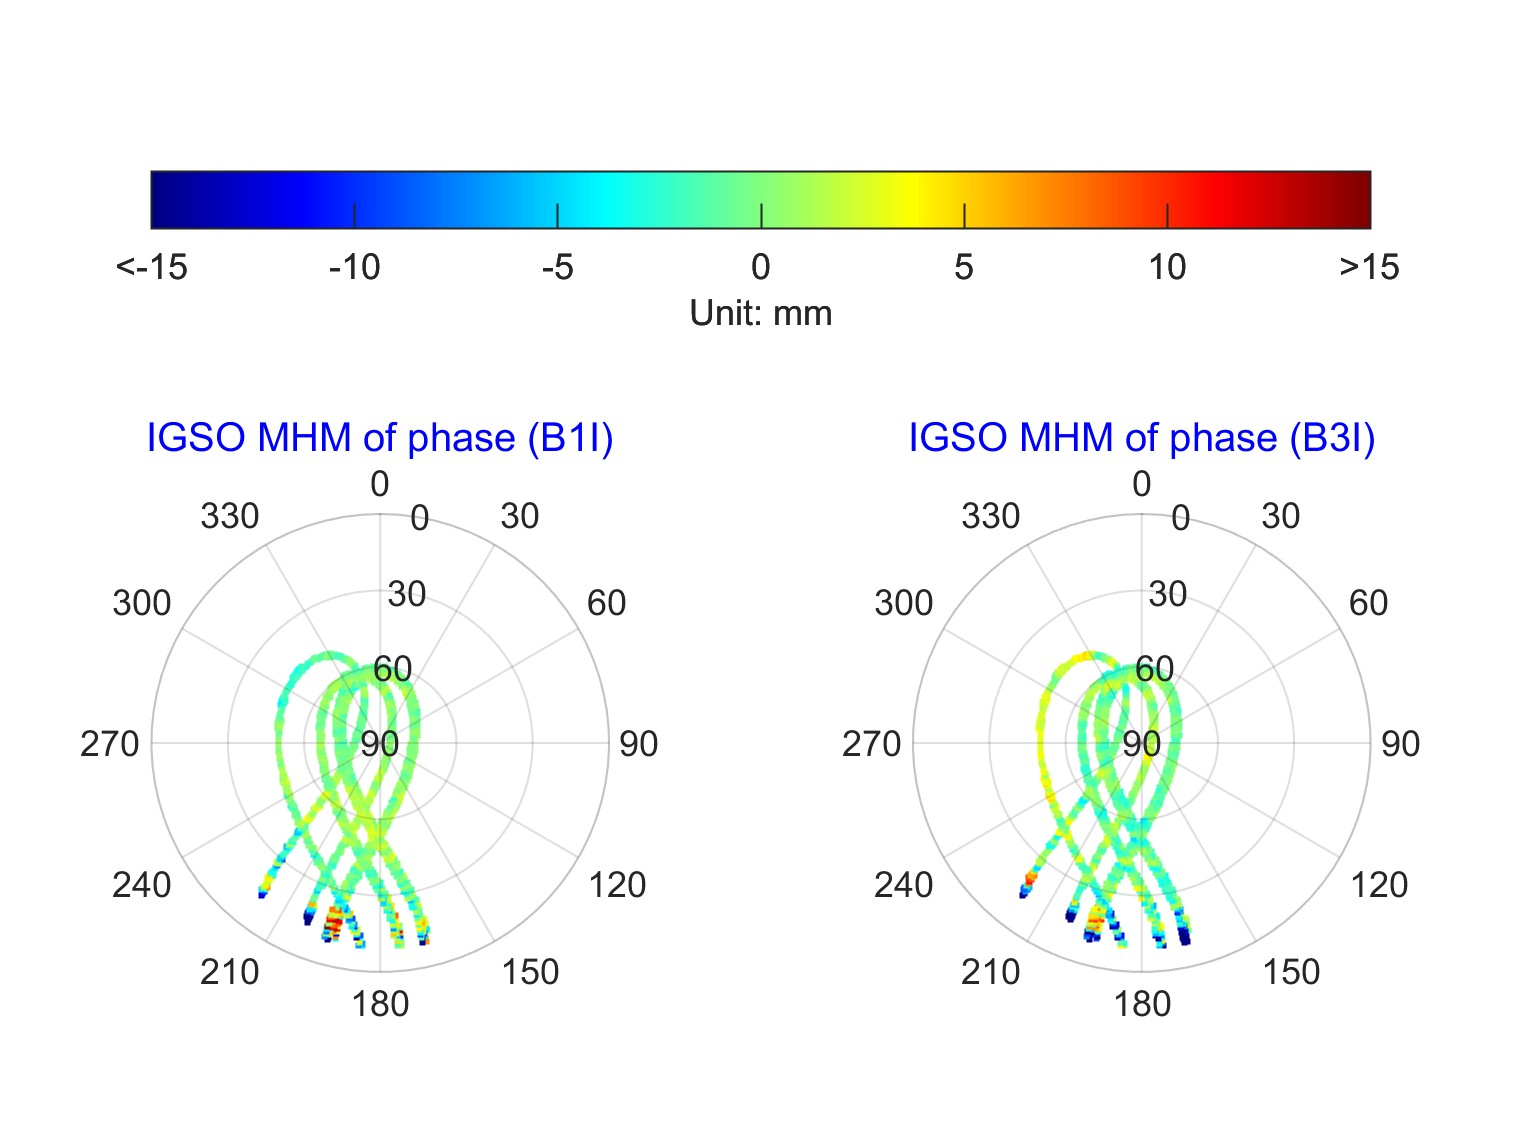 <-15 -10 -5 0 5 10 >15
Unit: mm
IGSO MHM of phase (B1I) IGSO MHM of phase (B3I)
0 0
330 0 30 330 0 30
300 30 60 300 30 60
60 60
270 90 90 270 90 90
240 120 240 120
210 150 210 150
180 180